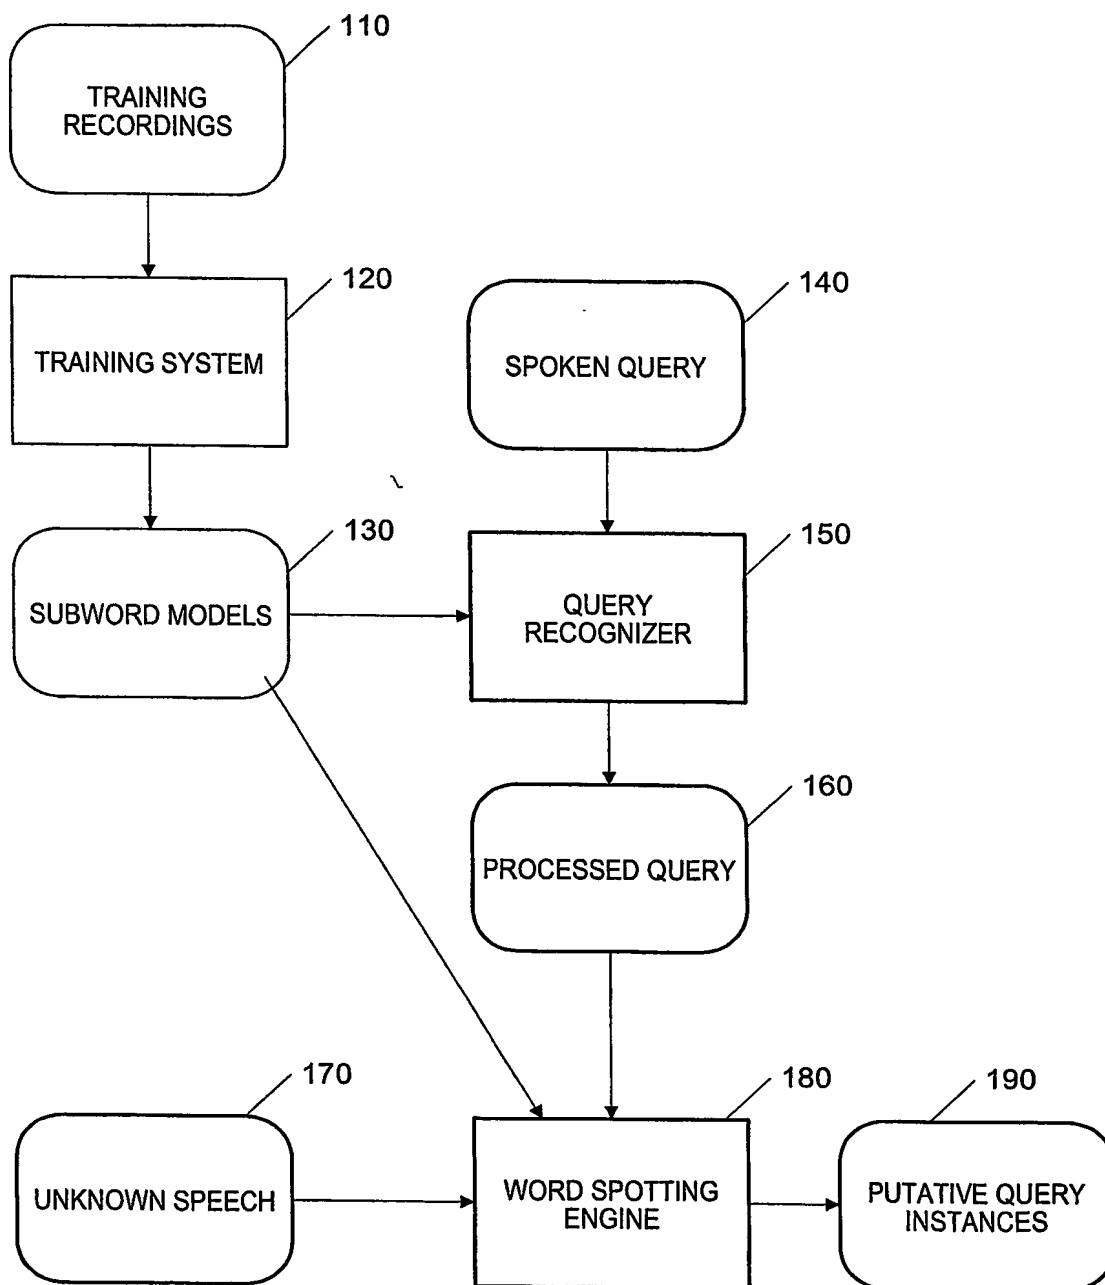 110
TRAINING
RECORDINGS
120
TRAINING SYSTEM
140
SPOKEN QUERY
130
SUBWORD MODELS
150
QUERY
RECOGNIZER
160
PROCESSED QUERY
170
UNKNOWN SPEECH
180
WORD SPOTTING
ENGINE
190
PUTATIVE QUERY
INSTANCES